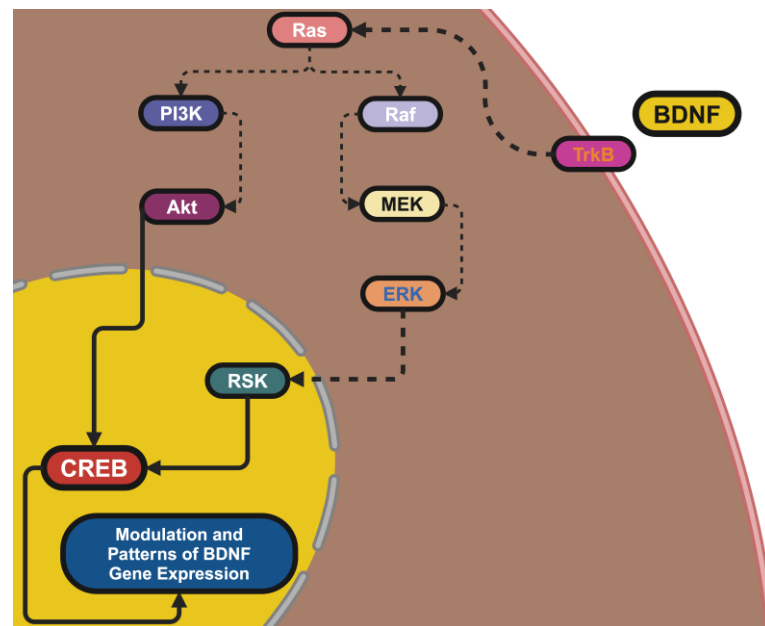 Ras
BDNF
PI3K
Raf
TrkB
Akt
MEK
ERK
RSK
CREB
Modulation and
Patterns of BDNF
Gene Expression